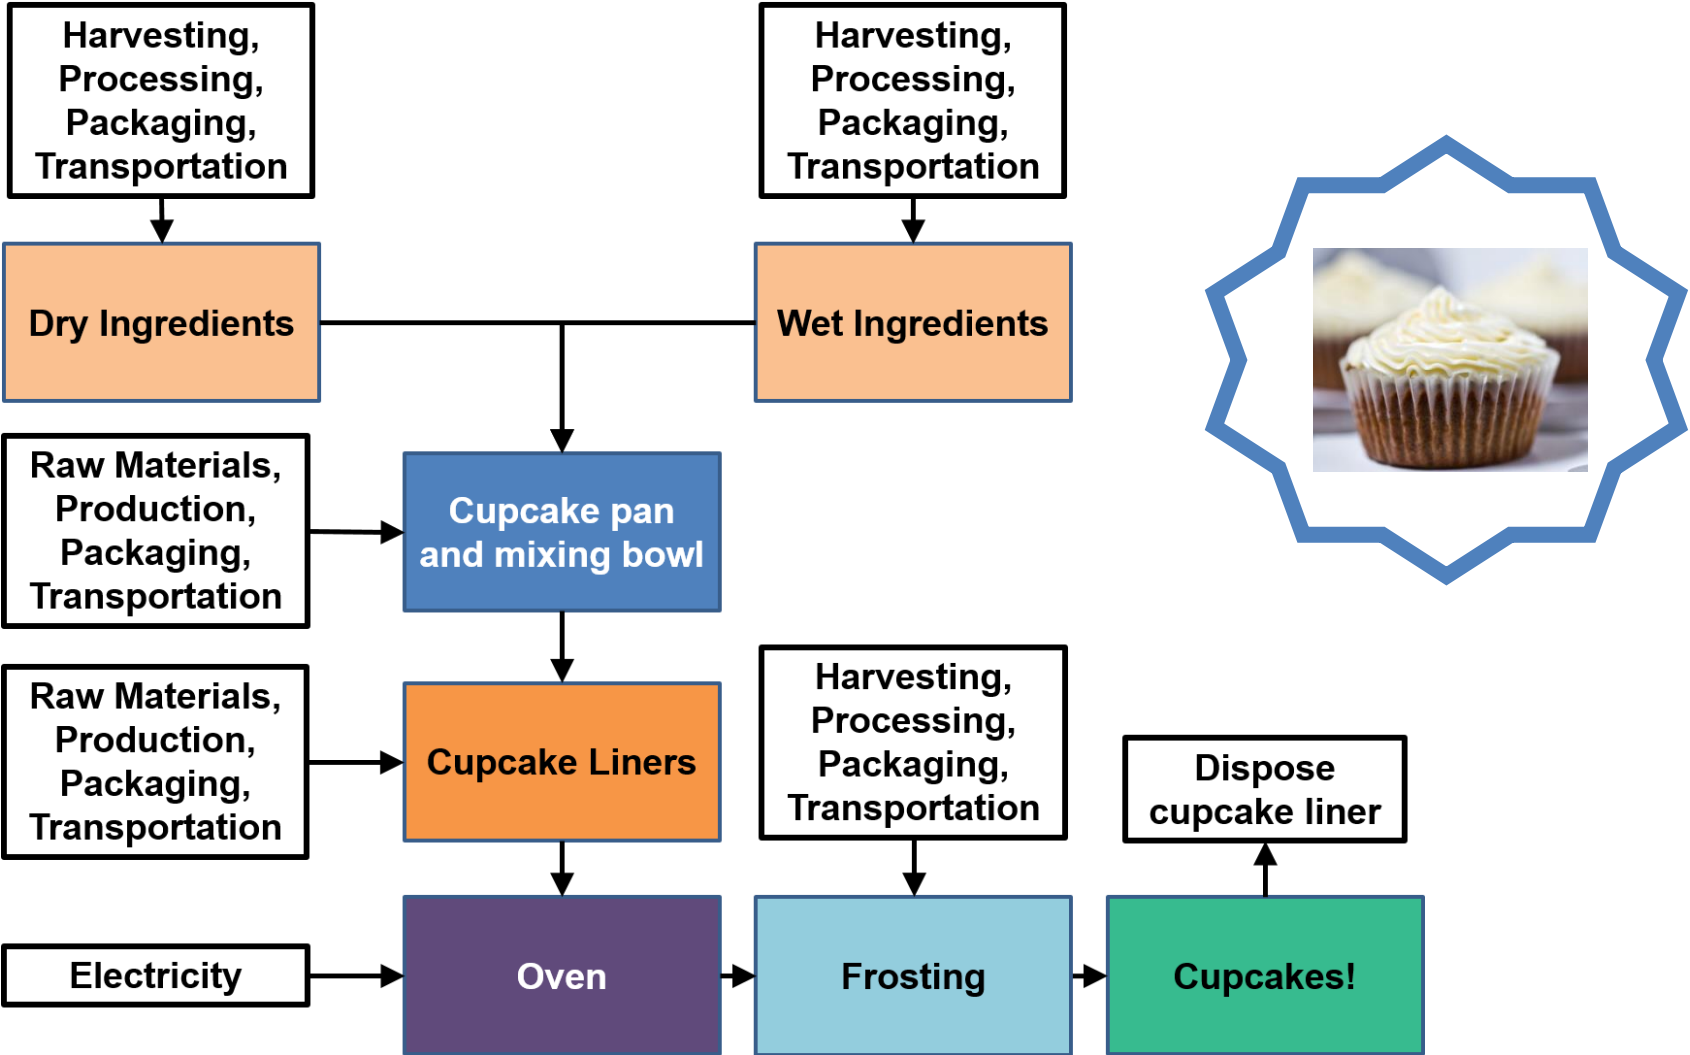 Harvesting,
Processing,
Packaging,
Transportation
Harvesting,
Processing,
Packaging,
Transportation
Dry Ingredients
Wet Ingredients
Raw Materials,
Production,
Packaging,
Transportation
Cupcake pan
and mixing bowl
Raw Materials,
Production,
Packaging,
Transportation
Cupcake Liners
Harvesting,
Processing,
Packaging,
Transportation
Dispose
cupcake liner
Electricity
Oven
Frosting
Cupcakes!